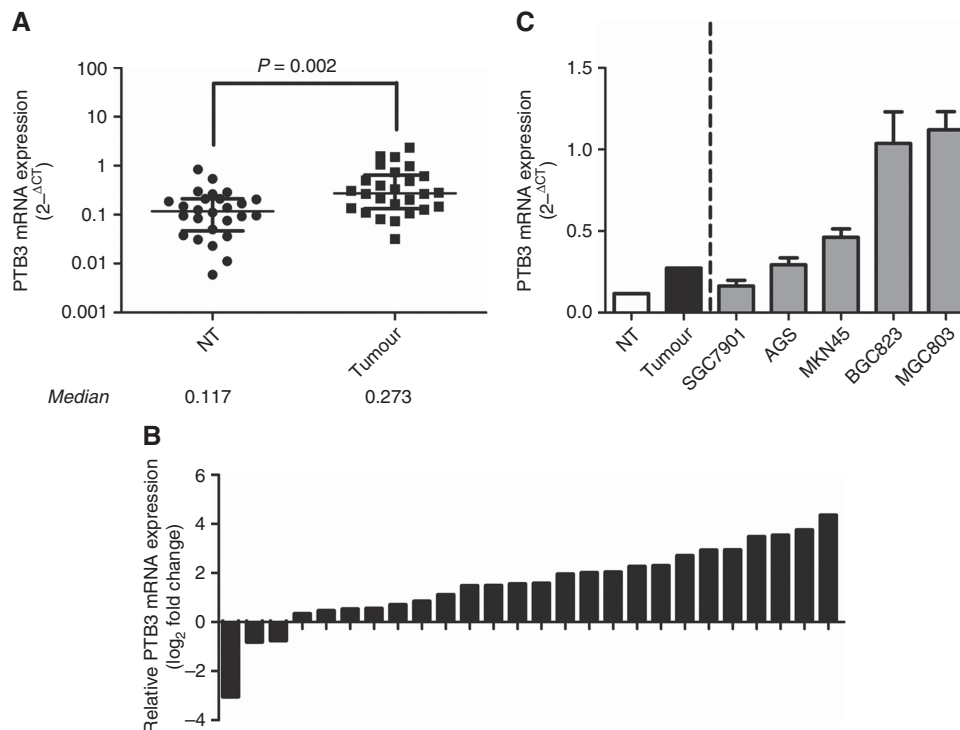 A
PTB3 mRNA expression
(2–ΔCT)
100
10
1
0.1
0.01
0.001
P = 0.002
NT
Tumour
Median
0.117
0.273
C
PTB3 mRNA expression
(2–ΔCT)
1.5
1.0
0.5
0.0
NT
Tumour
SGC7901
AGS
MKN45
BGC823
MGC803
B
Relative PTB3 mRNA expression
(log2 fold change)
6
4
2
0
–2
–4